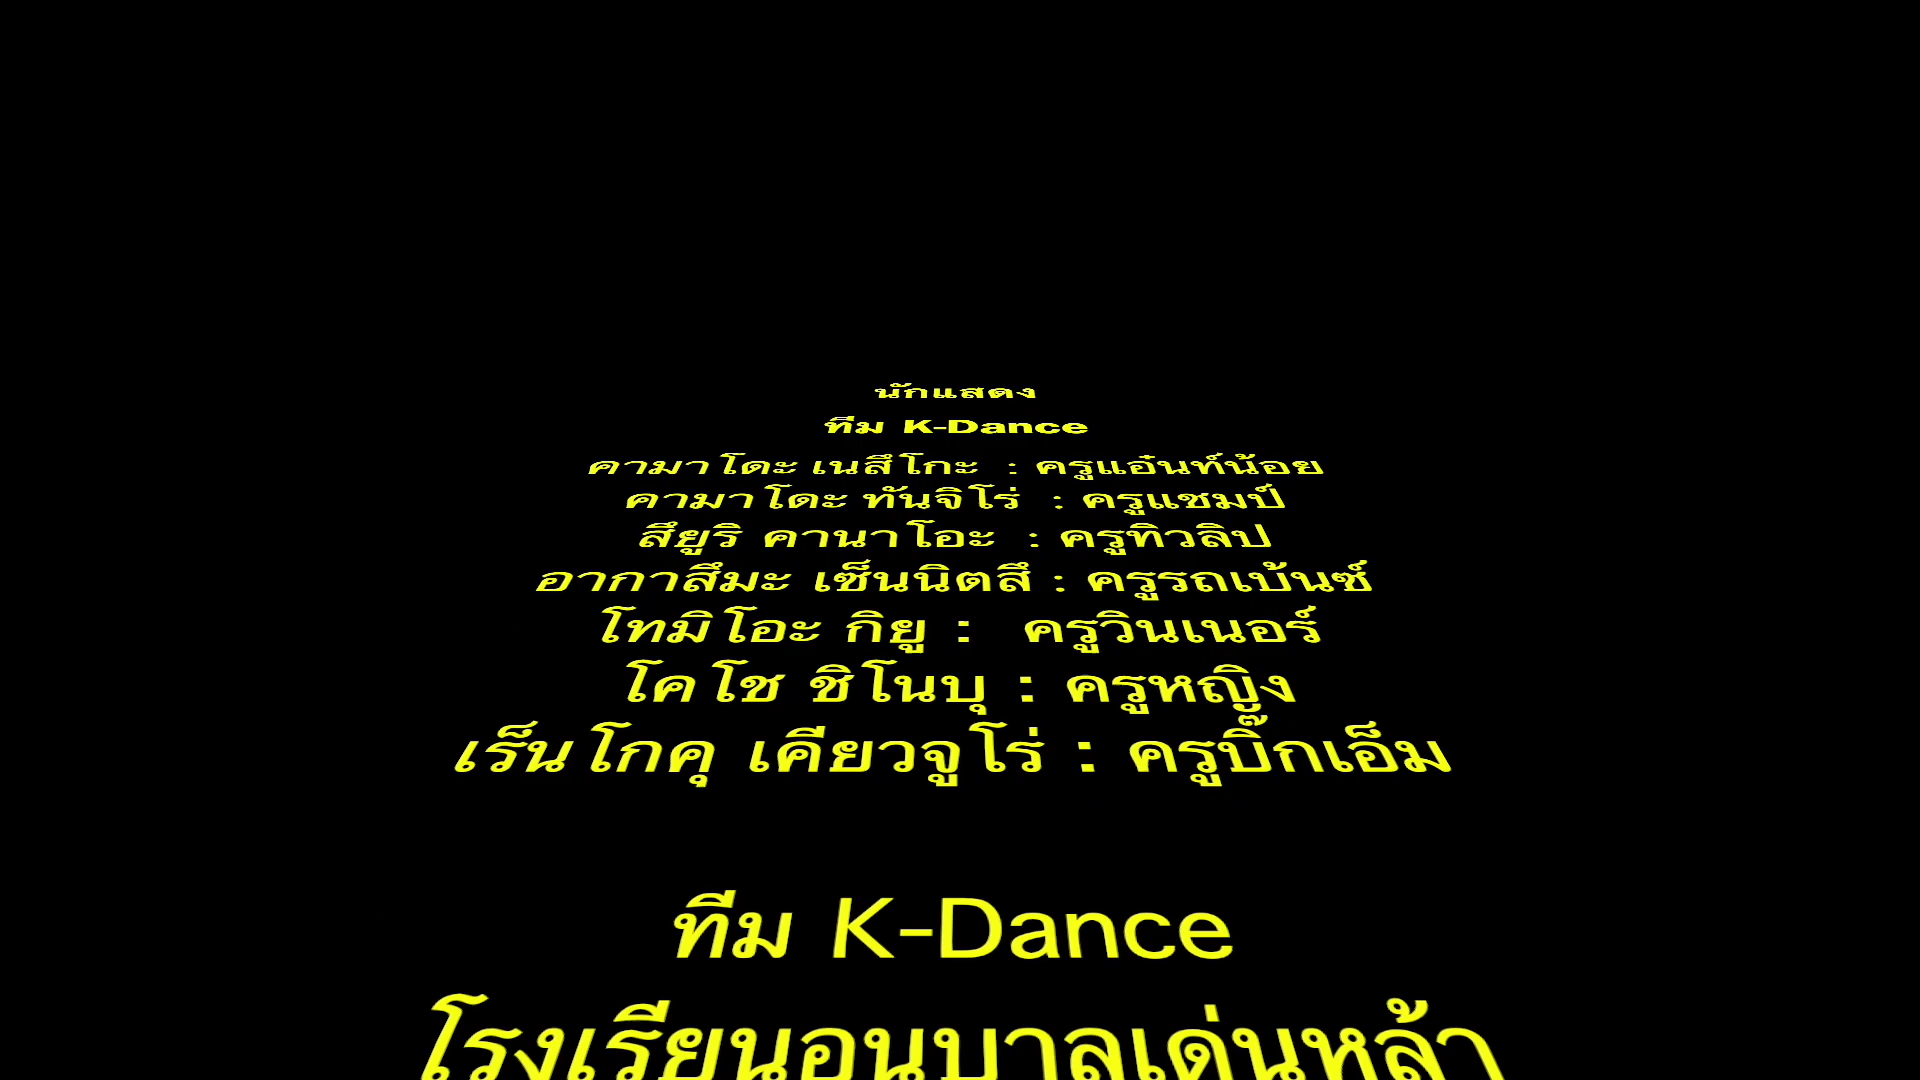 นักแสดง
ทีม K-Dance
คามาโดะ เนสึโกะ : ครูแอ๋นท์น้อย
คามาโดะ ทันจิโร่ : ครูแชมป์
สึยูริ คานาโอะ : ครูทิวลิป
อากาสึมะ เซ็นนิตสึ : ครูรถเบ้นซ์
โทมิโอะ กิยู : ครูวินเนอร์
โคโช ชิโนบุ : ครูหญิง
เร็นโกคุ เคียวจูโร่ : ครูบิ๊กเอ็ม
ทีม K-Dance
โรงเรียนอนุบาลเด่นหล้า